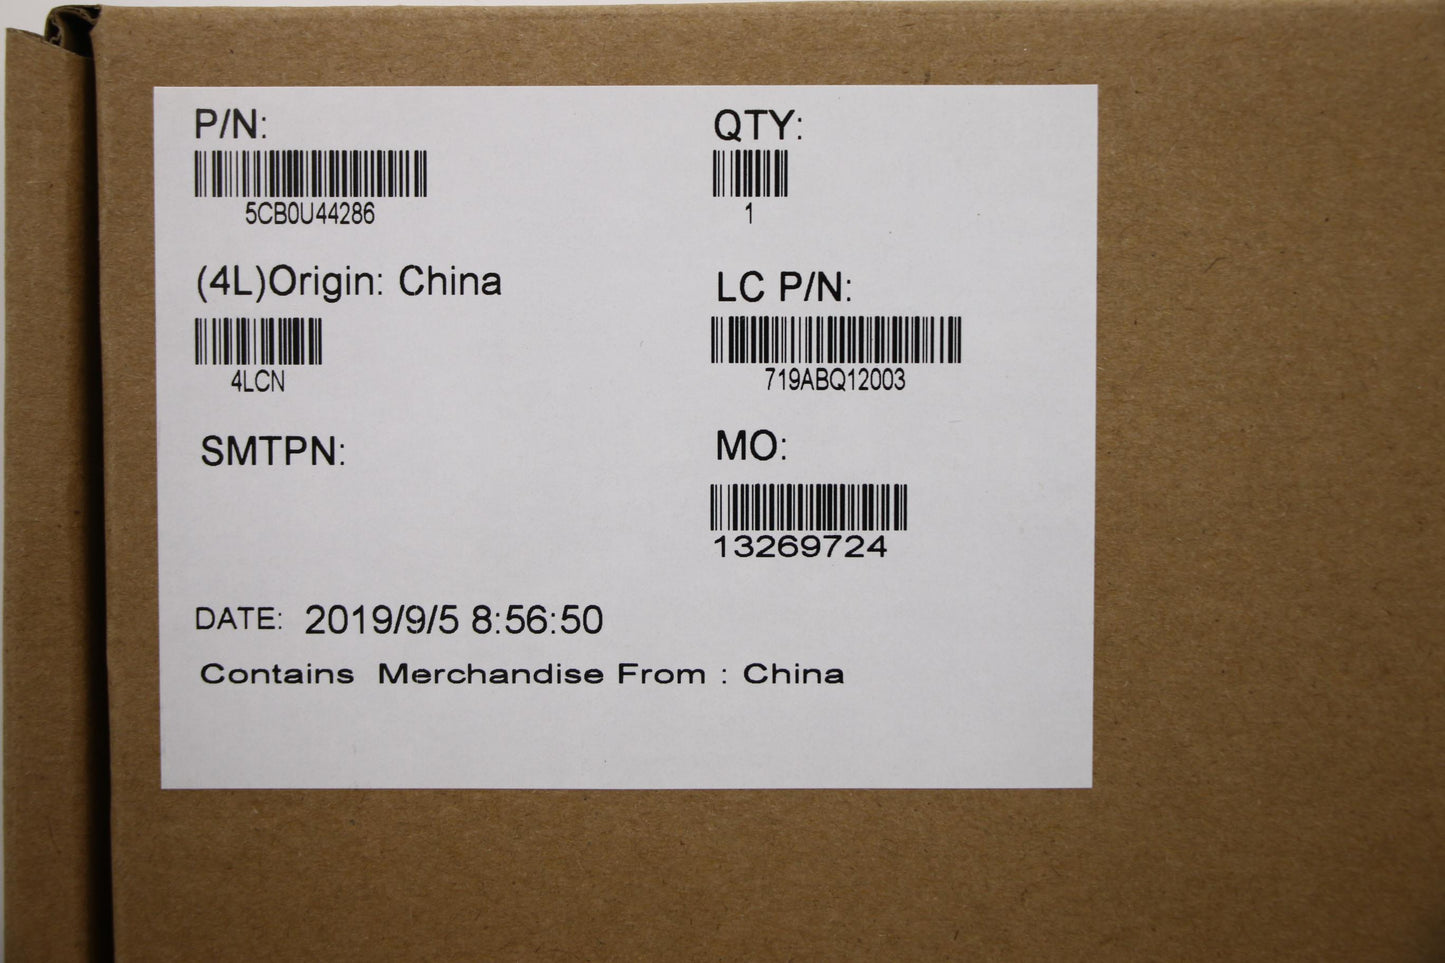 P/N:
5CB0U44286
QTY:
1
(4L)Origin: China
4LCN
LC P/N:
719ABQ12003
SMTPN:
MO:
13269724
DATE: 2019/9/5 8:56:50
Contains Merchandise From : China